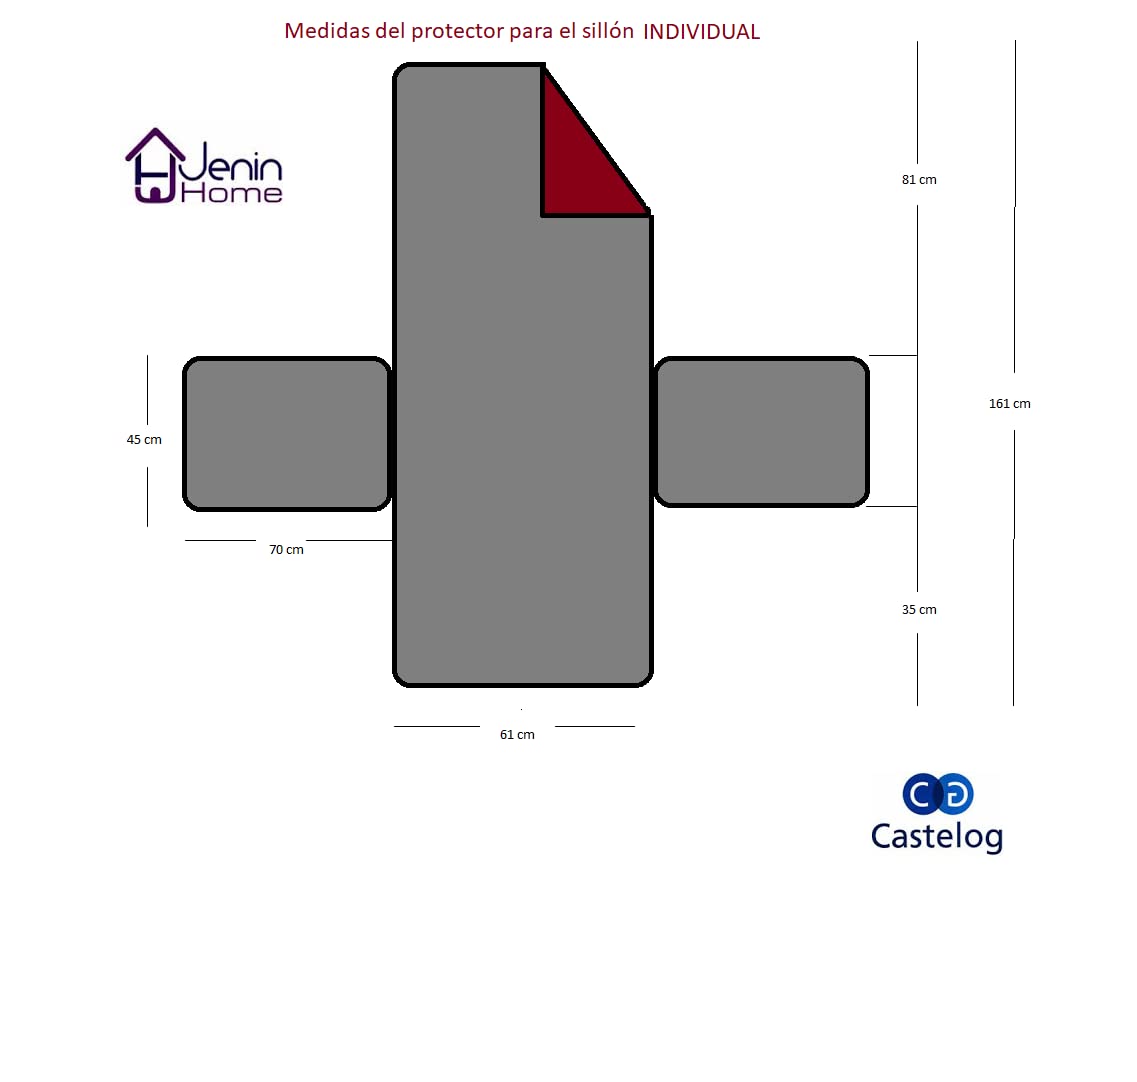 Medidas del protector para el sillón INDIVIDUAL
Jenin
Home
81 cm
161 cm
45 cm
70 cm
35 cm
61 cm
CG
Castelog